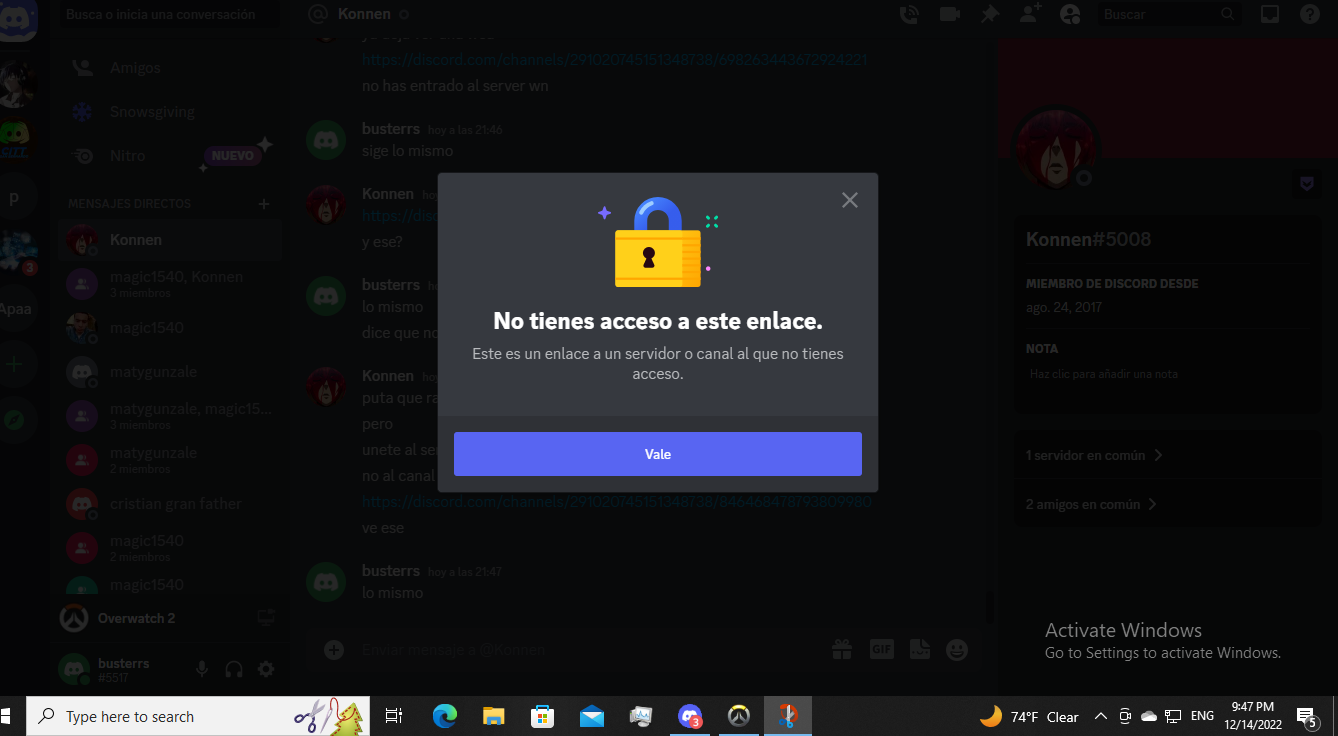 Busca o inicia una conversación
Amigos
Snowsgiving
Nitro
NUEVO
MENSAJES DIRECTOS
Konnen
magic1540, Konnen
3 miembros
magic1540
matygunzale
matygunzale, magic15...
3 miembros
matygunzale
2 miembros
cristian gran father
magic1540
2 miembros
magic1540
GIFT
p
3
Apaa
Overwatch 2
busterrs
#5517
Konnen
Buscar
https://discord.com/channels/291020745151348738/698263443672924221
no has entrado al server wn
busterrs hoy a las 21:46
sige lo mismo
Konnen
https://dis
y ese?
busterrs
lo mismo
dice que no
Konnen
puta que ra
pero
unete al se
no al canal
https://discord.com/channels/291020745151348738/846468478793809980
ve ese
busterrs hoy a las 21:47
lo mismo
Enviar mensaje a @Konnen
GIF
No tienes acceso a este enlace.
Este es un enlace a un servidor o canal al que no tienes
acceso.
Vale
Konnen#5008
MIEMBRO DE DISCORD DESDE
ago. 24, 2017
NOTA
Haz clic para añadir una nota
1 servidor en común
2 amigos en común
Activate Windows
Go to Settings to activate Windows.
Type here to search
3
74°F Clear
ENG
9:47 PM
12/14/2022
5